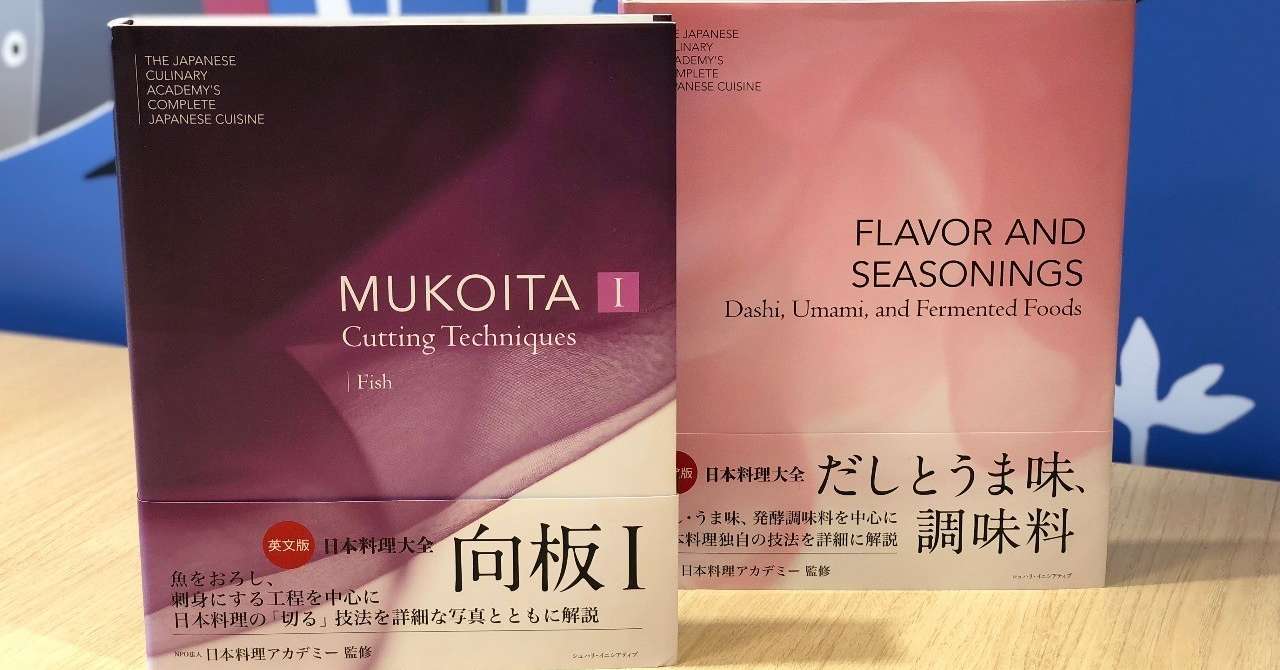 THE JAPANESE
CULINARY
ACADEMY'S
COMPLETE
JAPANESE CUISINE
MUKOITA I
Cutting Techniques
Fish
英文版 日本料理大全 向板 I
魚をおろし、
刺身にする工程を中心に
日本料理の「切る」技法を詳細な写真とともに解説
NPO法人 日本料理アカデミー 監修
シュハリ・イニシアティブ
JAPANESE
CUISINE
FLAVOR AND
SEASONINGS
Dashi, Umami, and Fermented Foods
日本料理大全 だしとうま味、
調味料
うま味、発酵調味料を中心に
料理独自の技法を詳細に解説
日本料理アカデミー 監修
シュハリ・イニシアティブ